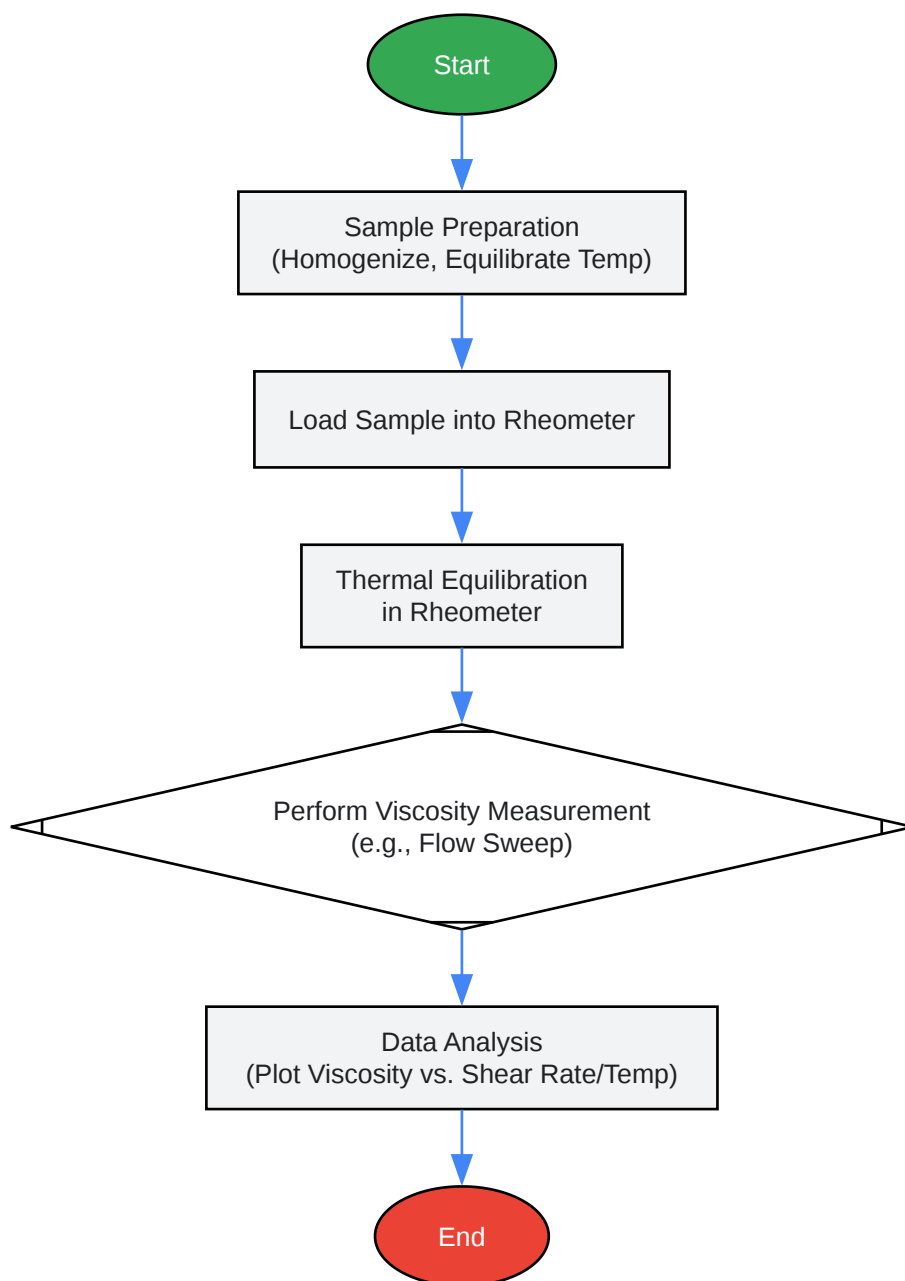 Start
Sample Preparation
(Homogenize, Equilibrate Temp)
Load Sample into Rheometer
Thermal Equilibration
in Rheometer
Perform Viscosity Measurement
(e.g., Flow Sweep)
Data Analysis
(Plot Viscosity vs. Shear Rate/Temp)
End